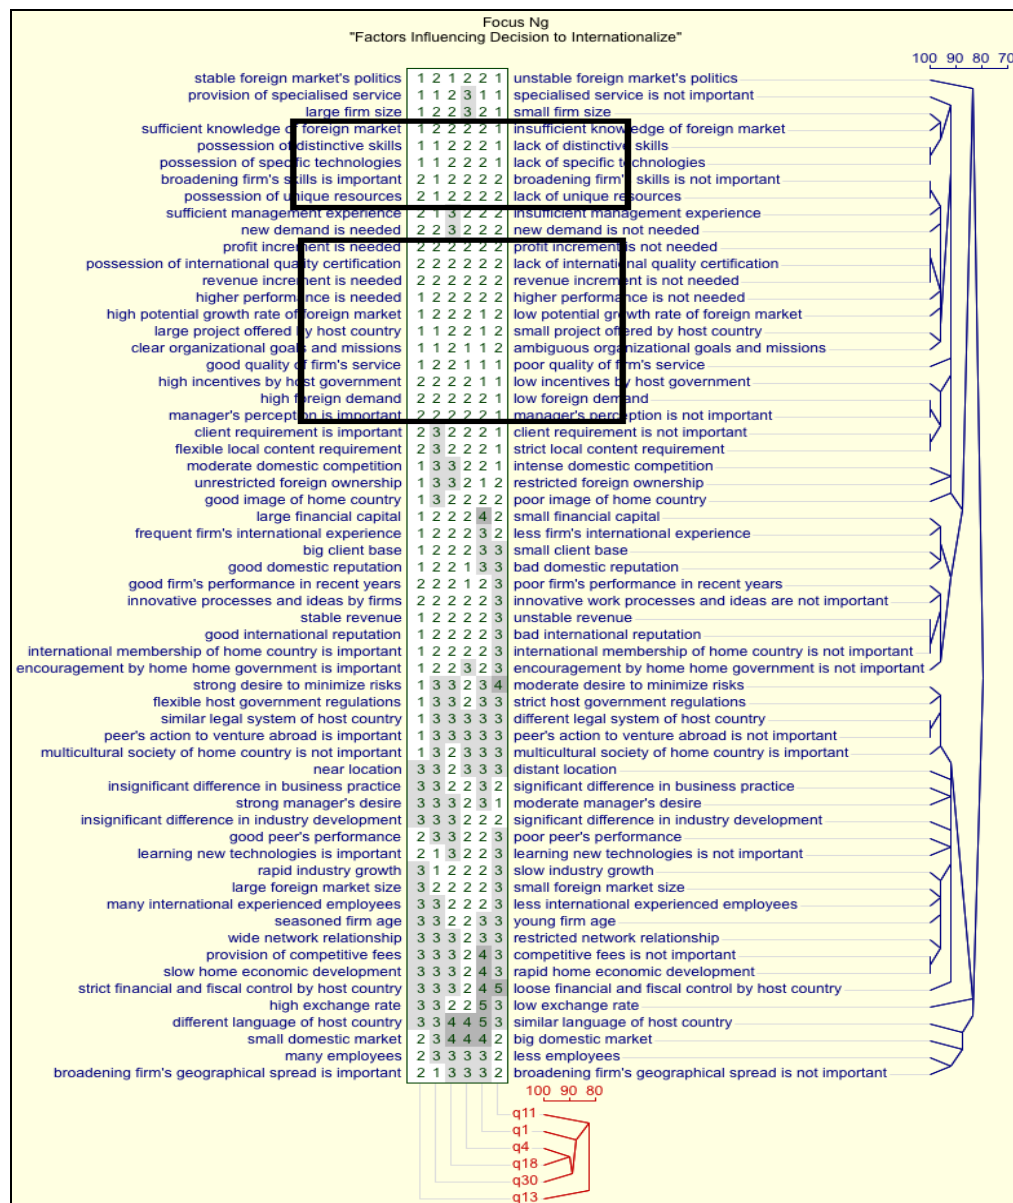 Focus Ng
"Factors Influencing Decision to Internationalize"
100 90 80 70
stable foreign market's politics 1 2 1 2 2 1 unstable foreign market's politics
provision of specialised service 1 1 2 3 1 1 specialised service is not important
large firm size 1 2 2 3 2 1 small firm size
sufficient knowledge of foreign market 1 2 2 2 2 1 insufficient knowledge of foreign market
possession of distinctive skills 1 1 2 2 2 1 lack of distinctive skills
possession of specific technologies 1 1 2 2 2 1 lack of specific technologies
broadening firm's skills is important 2 1 2 2 2 2 broadening firm's skills is not important
possession of unique resources 2 1 2 2 2 2 lack of unique resources
sufficient management experience 2 1 3 2 2 2 insufficient management experience
new demand is needed 2 2 3 2 2 2 new demand is not needed
profit increment is needed 2 2 2 2 2 2 profit increment is not needed
possession of international quality certification 2 2 2 2 2 2 lack of international quality certification
revenue increment is needed 2 2 2 2 2 2 revenue increment is not needed
higher performance is needed 1 2 2 2 2 2 higher performance is not needed
high potential growth rate of foreign market 1 2 2 2 1 2 low potential growth rate of foreign market
large project offered by host country 1 1 2 2 1 2 small project offered by host country
clear organizational goals and missions 1 1 2 1 1 2 ambiguous organizational goals and missions
good quality of firm's service 1 2 2 1 1 1 poor quality of firm's service
high incentives by host government 2 2 2 2 1 1 low incentives by host government
high foreign demand 2 2 2 2 2 1 low foreign demand
manager's perception is important 2 2 2 2 2 1 manager's perception is not important
client requirement is important 2 3 2 2 2 1 client requirement is not important
flexible local content requirement 2 3 2 2 2 1 strict local content requirement
moderate domestic competition 1 3 3 2 2 1 intense domestic competition
unrestricted foreign ownership 1 3 3 2 1 2 restricted foreign ownership
good image of home country 1 3 2 2 2 2 poor image of home country
large financial capital 1 2 2 2 4 2 small financial capital
frequent firm's international experience 1 2 2 2 3 2 less firm's international experience
big client base 1 2 2 2 3 3 small client base
good domestic reputation 1 2 2 1 3 3 bad domestic reputation
good firm's performance in recent years 2 2 2 1 2 3 poor firm's performance in recent years
innovative processes and ideas by firms 2 2 2 2 2 3 innovative work processes and ideas are not important
stable revenue 1 2 2 2 2 3 unstable revenue
good international reputation 1 2 2 2 2 3 bad international reputation
international membership of home country is important 1 2 2 2 2 3 international membership of home country is not important
encouragement by home home government is important 1 2 2 3 2 3 encouragement by home home government is not important
strong desire to minimize risks 1 3 3 2 3 4 moderate desire to minimize risks
flexible host government regulations 1 3 3 2 3 3 strict host government regulations
similar legal system of host country 1 3 3 3 3 3 different legal system of host country
peer's action to venture abroad is important 1 3 3 3 3 3 peer's action to venture abroad is not important
multicultural society of home country is not important 1 3 2 3 3 3 multicultural society of home country is important
near location 3 3 2 3 3 3 distant location
insignificant difference in business practice 3 3 2 2 3 2 significant difference in business practice
strong manager's desire 3 3 3 2 3 1 moderate manager's desire
insignificant difference in industry development 3 3 3 2 2 2 significant difference in industry development
good peer's performance 2 3 3 2 2 3 poor peer's performance
learning new technologies is important 2 1 3 2 2 3 learning new technologies is not important
rapid industry growth 3 1 2 2 2 3 slow industry growth
large foreign market size 3 2 2 2 2 3 small foreign market size
many international experienced employees 3 3 2 2 2 3 less international experienced employees
seasoned firm age 3 3 2 2 3 3 young firm age
wide network relationship 3 3 3 2 3 3 restricted network relationship
provision of competitive fees 3 3 3 2 4 3 competitive fees is not important
slow home economic development 3 3 3 2 4 3 rapid home economic development
strict financial and fiscal control by host country 3 3 3 2 4 5 loose financial and fiscal control by host country
high exchange rate 3 3 2 2 5 3 low exchange rate
different language of host country 3 3 4 4 5 3 similar language of host country
small domestic market 2 3 4 4 4 2 big domestic market
many employees 2 3 3 3 3 2 less employees
broadening firm's geographical spread is important 2 1 3 3 3 2 broadening firm's geographical spread is not important
100 90 80
q11
q1
q4
q18
q30
q13